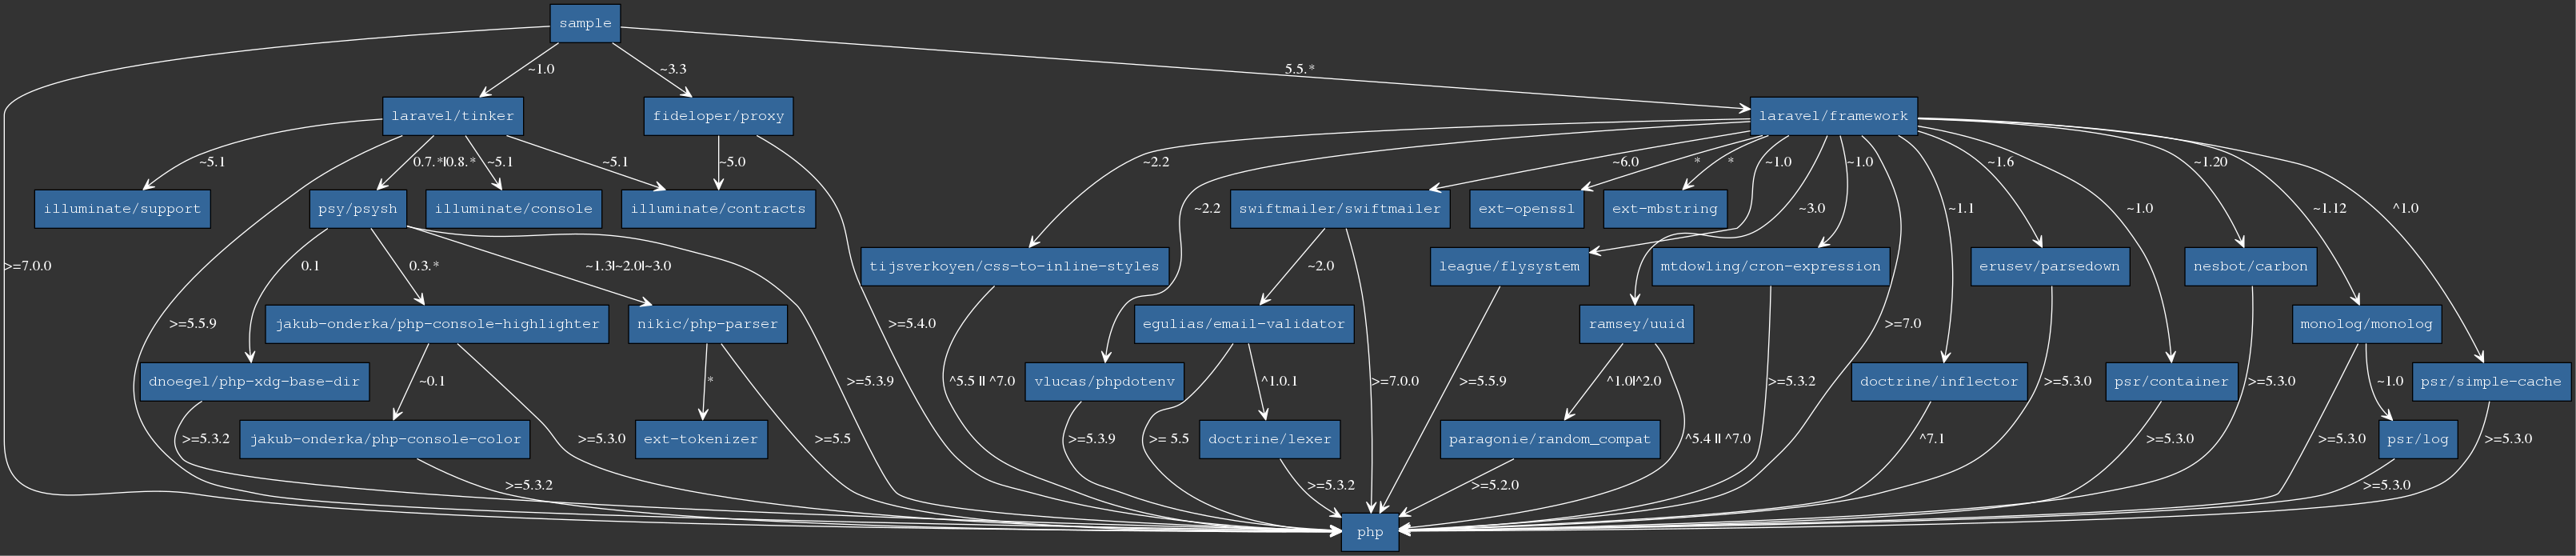 sample
~1.0
~3.3
5.5.*
laravel/tinker
fideloper/proxy
laravel/framework
~5.1
0.7.*|0.8.*
~5.1
~5.1
~5.0
~2.2
~6.0
*
*
~1.0
~1.0
~1.6
~1.20
illuminate/support
psy/psysh
illuminate/console
illuminate/contracts
~2.2
swiftmailer/swiftmailer
ext-openssl
ext-mbstring
~3.0
~1.1
~1.0
~1.12
^1.0
>=7.0.0
0.1
0.3.*
~1.3|~2.0|~3.0
tijsverkoyen/css-to-inline-styles
~2.0
league/flysystem
mtdowling/cron-expression
erusev/parsedown
nesbot/carbon
>=5.5.9
jakub-onderka/php-console-highlighter
nikic/php-parser
>=5.4.0
egulias/email-validator
ramsey/uuid
>=7.0
monolog/monolog
dnoegel/php-xdg-base-dir
~0.1
*
>=5.3.9
^5.5 || ^7.0
vlucas/phpdotenv
^1.0.1
>=7.0.0
>=5.5.9
^1.0|^2.0
>=5.3.2
doctrine/inflector
>=5.3.0
psr/container
>=5.3.0
~1.0
psr/simple-cache
>=5.3.2
jakub-onderka/php-console-color
>=5.3.0
ext-tokenizer
>=5.5
>=5.3.9
>= 5.5
doctrine/lexer
paragonie/random_compat
^5.4 || ^7.0
^7.1
>=5.3.0
>=5.3.0
psr/log
>=5.3.0
>=5.3.2
>=5.3.2
>=5.2.0
>=5.3.0
php